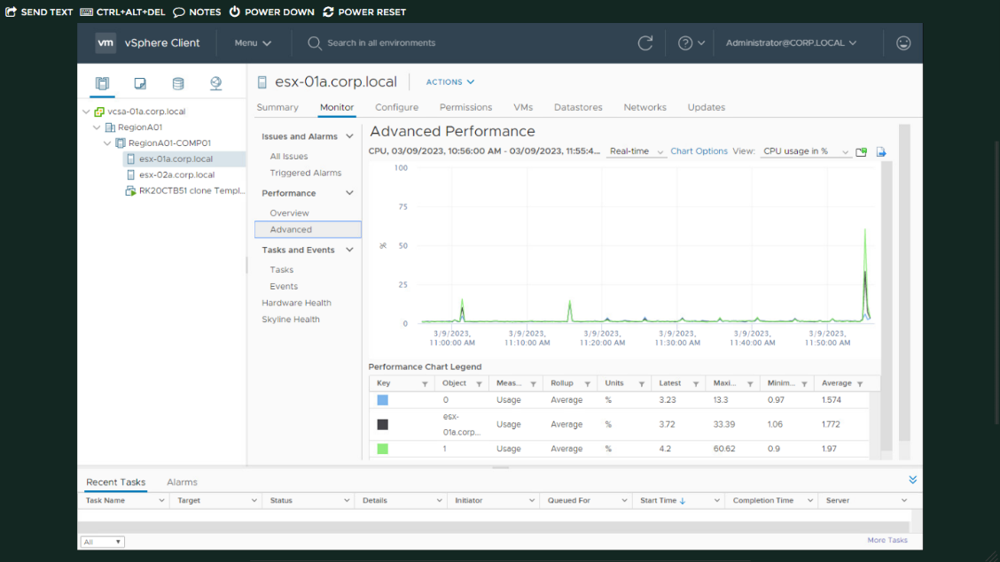 SEND TEXT CTRL+ALT+DEL NOTES POWER DOWN POWER RESET
vm vSphere Client Menu Search in all environments Administrator@CORP.LOCAL
esx-01a.corp.local ACTIONS
Summary Monitor Configure Permissions VMs Datastores Networks Updates
vcsa-01a.corp.local
RegionA01
RegionA01-COMP01
esx-01a.corp.local
esx-02a.corp.local
RK20CTB51 clone Templ...
Issues and Alarms
All Issues
Triggered Alarms
Performance
Overview
Advanced
Tasks and Events
Tasks
Events
Hardware Health
Skyline Health
Advanced Performance
CPU, 03/09/2023, 10:56:00 AM - 03/09/2023, 11:55:4... Real-time Chart Options View: CPU usage in %
100
75
%
50
25
0
3/9/2023, 3/9/2023, 3/9/2023, 3/9/2023, 3/9/2023, 3/9/2023,
11:00:00 AM 11:10:00 AM 11:20:00 AM 11:30:00 AM 11:40:00 AM 11:50:00 AM
Performance Chart Legend
Key Object Meas... Rollup Units Latest Maxi... Minim... Average
0 Usage Average % 3.23 13.3 0.97 1.574
esx-
01a.corp... Usage Average % 3.72 33.39 1.06 1.772
1 Usage Average % 4.2 60.62 0.9 1.97
Recent Tasks Alarms
Task Name Target Status Details Initiator Queued For Start Time Completion Time Server
All More Tasks